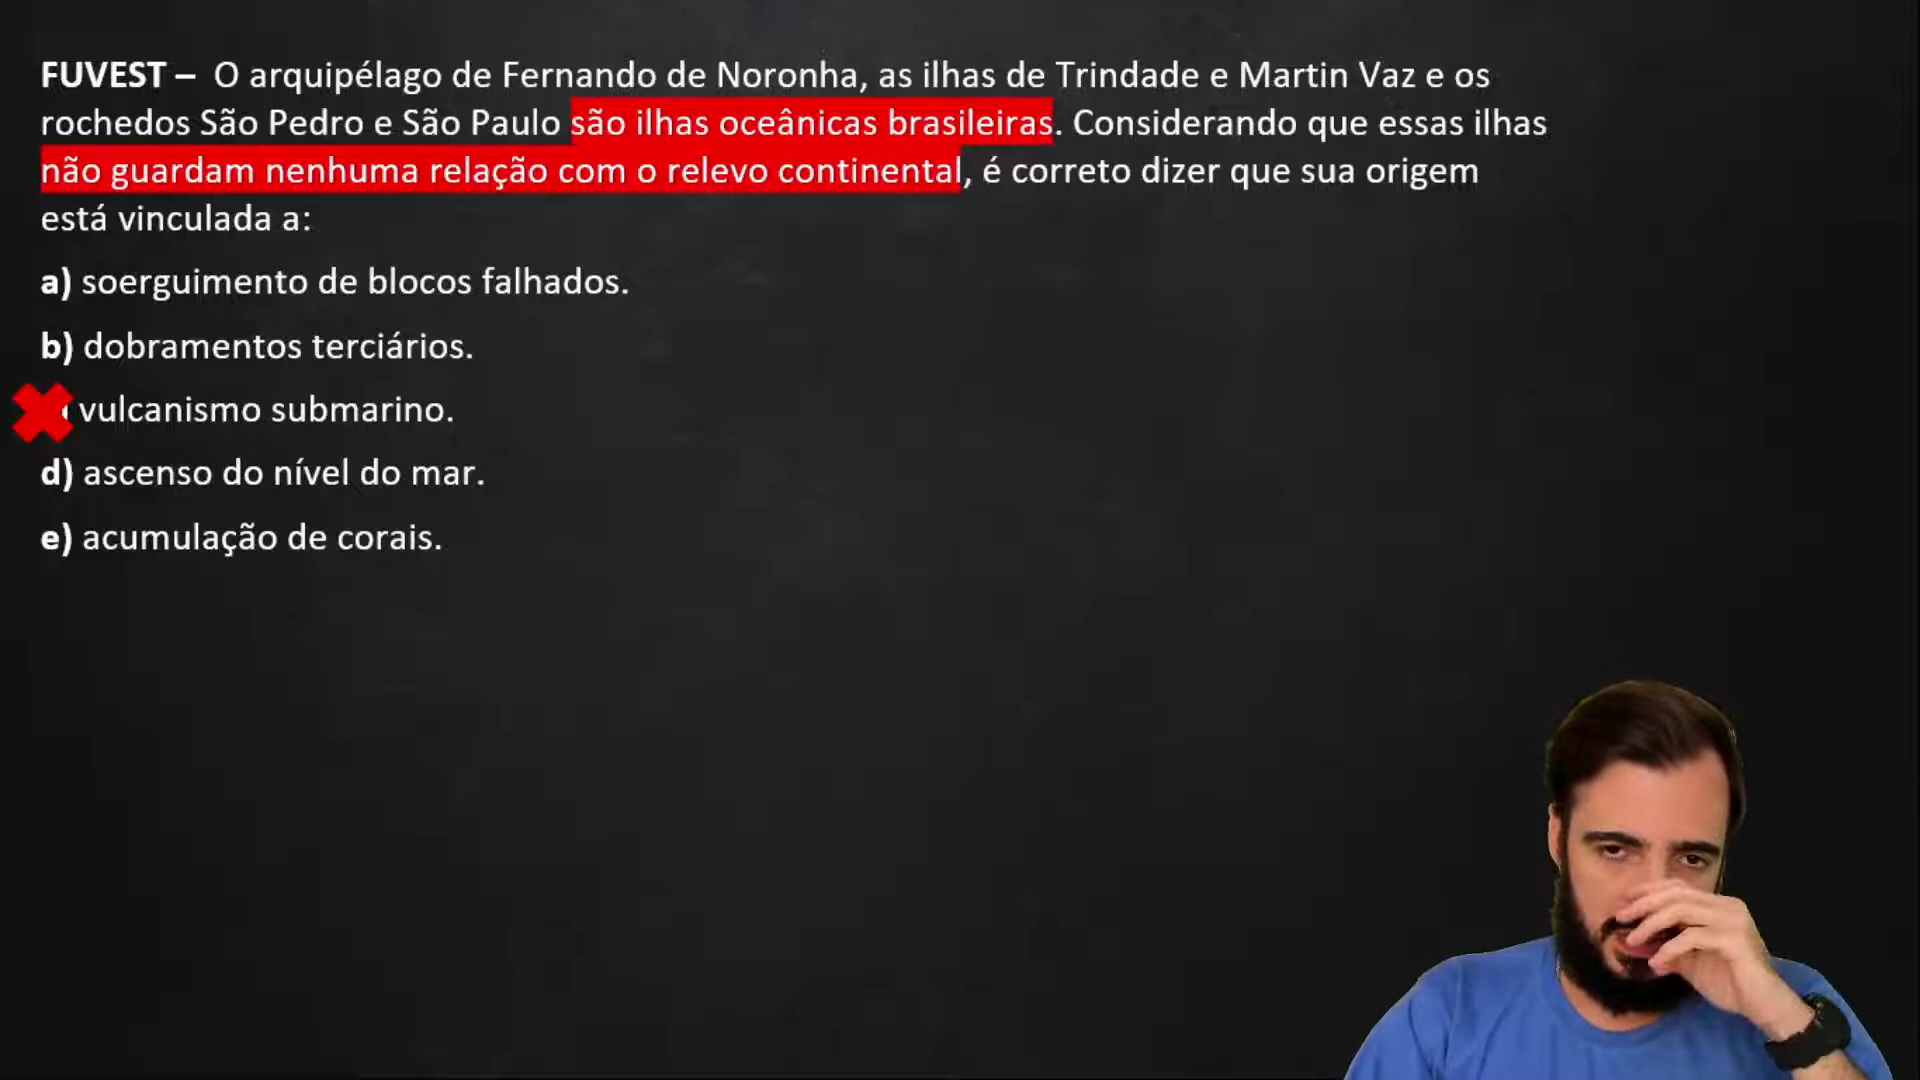 FUVEST – O arquipélago de Fernando de Noronha, as ilhas de Trindade e Martin Vaz e os
rochedos São Pedro e São Paulo são ilhas oceânicas brasileiras. Considerando que essas ilhas
não guardam nenhuma relação com o relevo continental, é correto dizer que sua origem
está vinculada a:
a) soerguimento de blocos falhados.
b) dobramentos terciários.
vulcanismo submarino.
d) ascenso do nível do mar.
e) acumulação de corais.